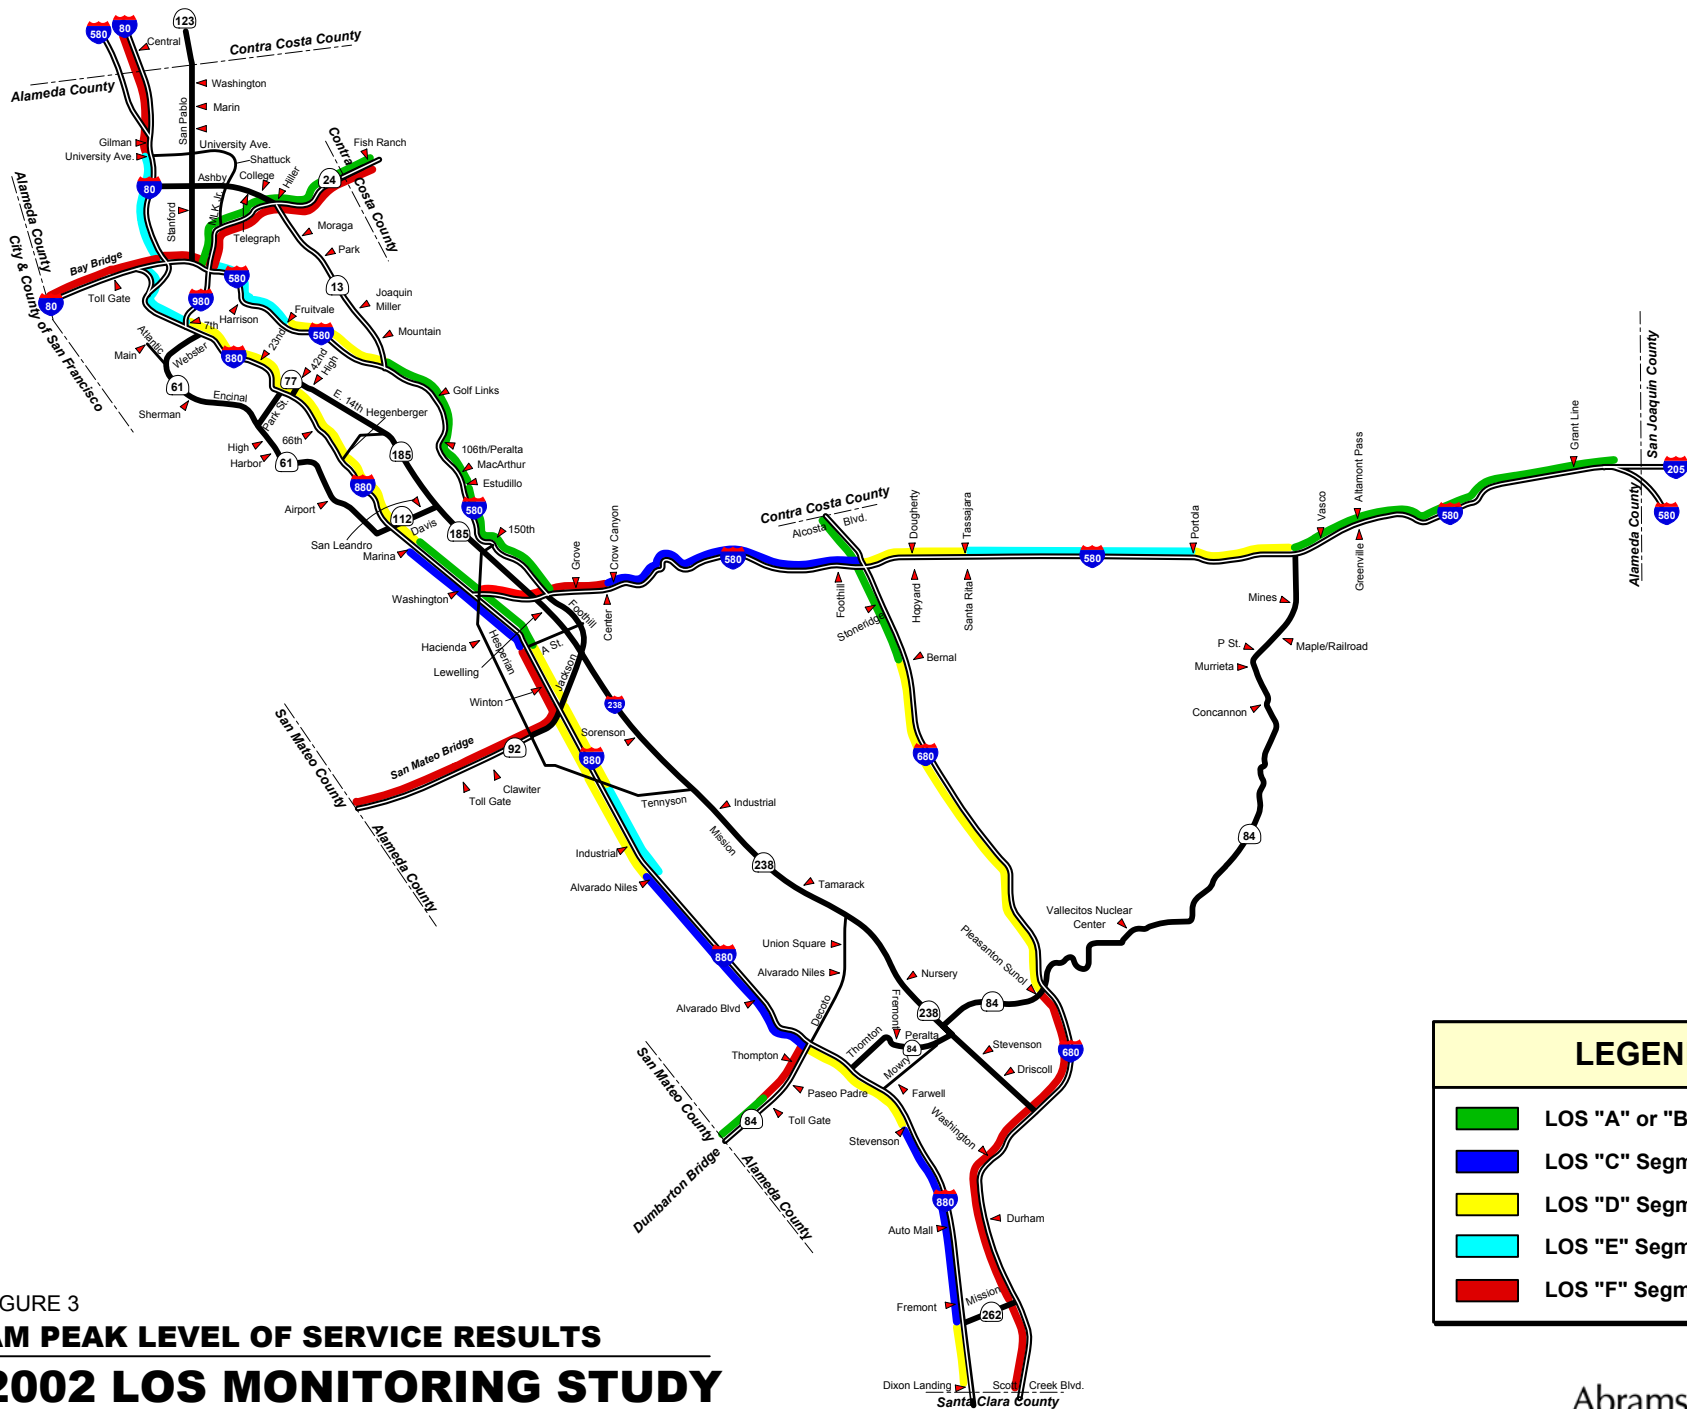 580
80
123
Central
Contra Costa County
Alameda County
Washington
Marin
San Pablo
Gilman
University Ave.
University Ave.
Shattuck
College
Hiller
Fish Ranch
Contra
Costa County
24
80
Ashby
MLK Jr.
Stanford
Telegraph
Moraga
Park
13
Joaquin
Miller
Mountain
Alameda County
City & County of San Francisco
Bay Bridge
80
Toll Gate
580
980
Harrison
Fruitvale
580
7th
Atlantic
Main
Webster
880
23rd
42nd
High
77
61
Sherman
Encinal
Park St.
E. 14th
Hegenberger
Golf Links
High
Harbor
66th
61
185
106th/Peralta
MacArthur
Estudillo
880
580
Airport
112
Davis
185
150th
San Leandro
Marina
Washington
Grove
Crow Canyon
Center
Foothill
580
Contra Costa County
Alcosta
Blvd.
Dougherty
Tassajara
Portola
Foothill
Hopyard
Santa Rita
580
Vasco
Altamont Pass
Greenville
580
Grant Line
San Joaquin County
Alameda County
205
580
Hacienda
Lewelling
Hesperian
A St.
Jackson
Winton
Stoneridge
Bernal
Mines
P St.
Maple/Railroad
Murrieta
Concannon
238
Sorenson
San Mateo County
Alameda County
San Mateo Bridge
92
Clawiter
Toll Gate
880
680
Tennyson
Industrial
Mission
84
Industrial
Alvarado Niles
238
Tamarack
Vallecitos Nuclear
Center
Pleasanton Sunol
880
Union Square
Alvarado Niles
Nursery
Alvarado Blvd
Decoto
Fremont
238
84
Thornton
Peralta
84
Mowry
Stevenson
Driscoll
680
Thompton
Paseo Padre
Farwell
Washington
San Mateo County
84
Toll Gate
Stevenson
Alameda County
Dumbarton Bridge
880
Auto Mall
Durham
Fremont
Mission
262
Dixon Landing
Scott Creek Blvd.
Santa Clara County
LEGEN
LOS "A" or "B
LOS "C" Segm
LOS "D" Segm
LOS "E" Segm
LOS "F" Segm
GURE 3
AM PEAK LEVEL OF SERVICE RESULTS
2002 LOS MONITORING STUDY
Abrams